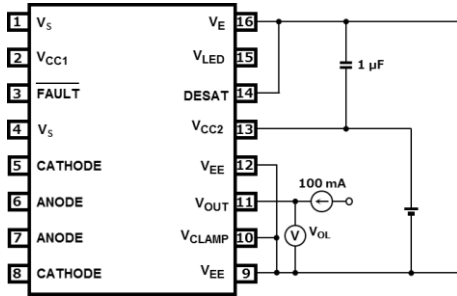 1 VS VE 16
2 VCC1 VLED 15
3 FAULT DESAT 14
4 VS VCC2 13
5 CATHODE VEE 12
6 ANODE VOUT 11
7 ANODE VCLAMP 10
8 CATHODE VEE 9
1 µF
100 mA
V VOL